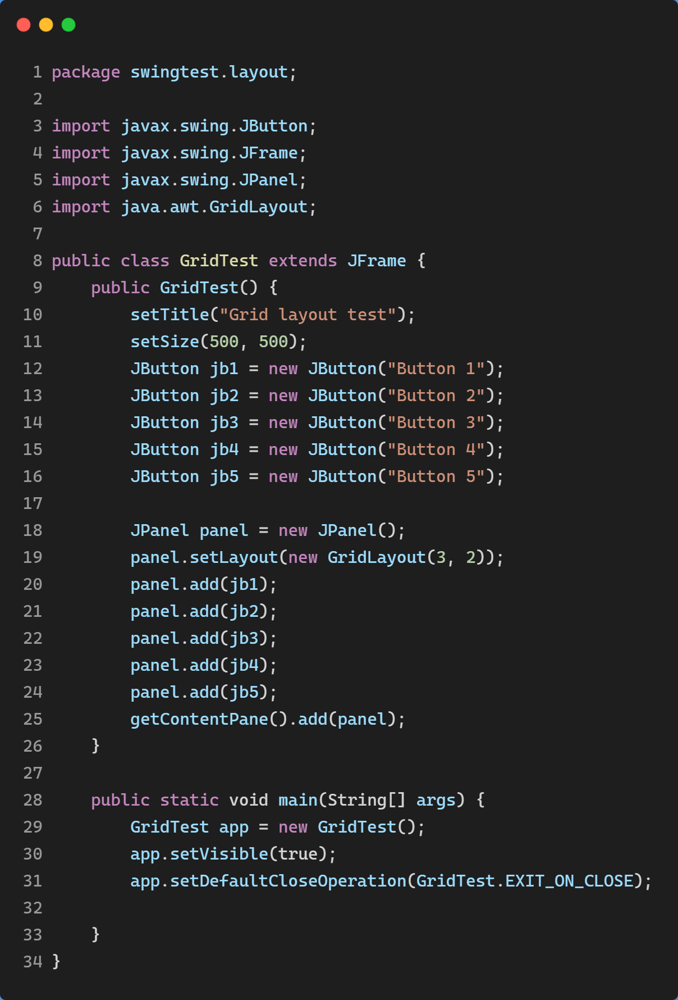 1 package swingtest.layout;
2
3 import javax.swing.JButton;
4 import javax.swing.JFrame;
5 import javax.swing.JPanel;
6 import java.awt.GridLayout;
7
8 public class GridTest extends JFrame {
9     public GridTest() {
10         setTitle("Grid layout test");
11         setSize(500, 500);
12         JButton jb1 = new JButton("Button 1");
13         JButton jb2 = new JButton("Button 2");
14         JButton jb3 = new JButton("Button 3");
15         JButton jb4 = new JButton("Button 4");
16         JButton jb5 = new JButton("Button 5");
17
18         JPanel panel = new JPanel();
19         panel.setLayout(new GridLayout(3, 2));
20         panel.add(jb1);
21         panel.add(jb2);
22         panel.add(jb3);
23         panel.add(jb4);
24         panel.add(jb5);
25         getContentPane().add(panel);
26     }
27
28     public static void main(String[] args) {
29         GridTest app = new GridTest();
30         app.setVisible(true);
31         app.setDefaultCloseOperation(GridTest.EXIT_ON_CLOSE);
32
33     }
34 }